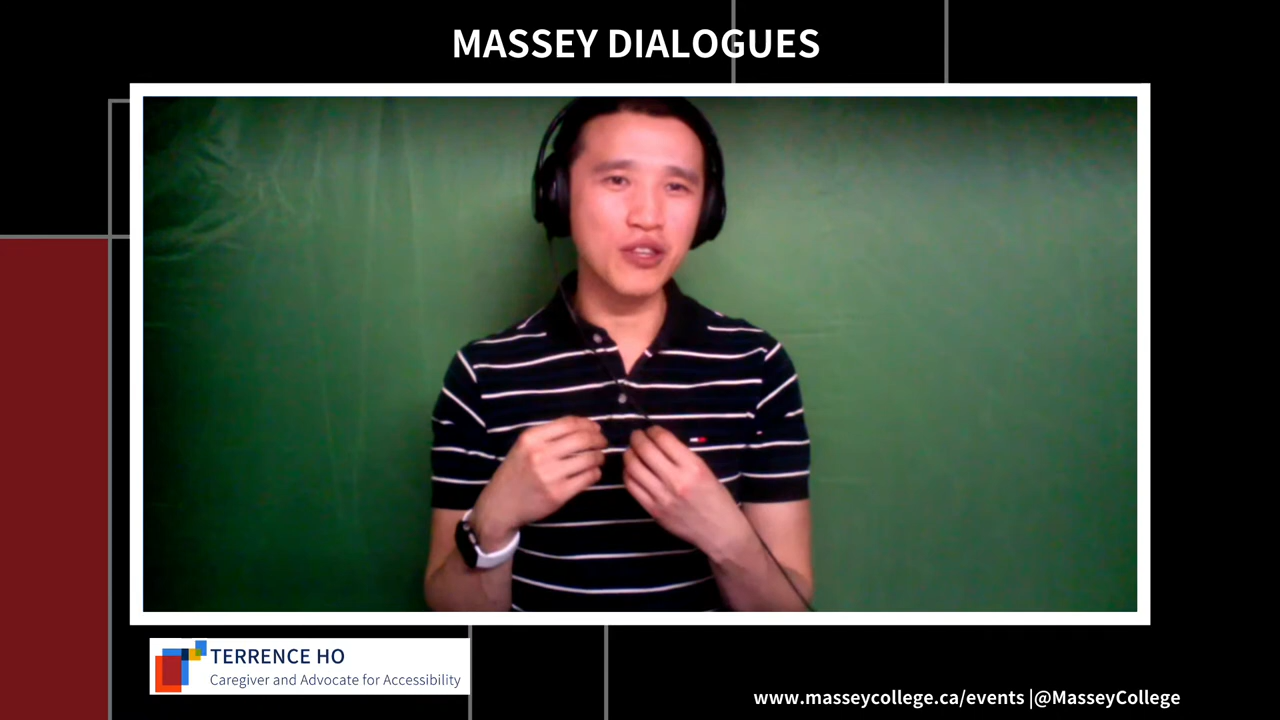 MASSEY DIALOGUES
TERRENCE HO
Caregiver and Advocate for Accessibility
www.masseycollege.ca/events |@MasseyCollege